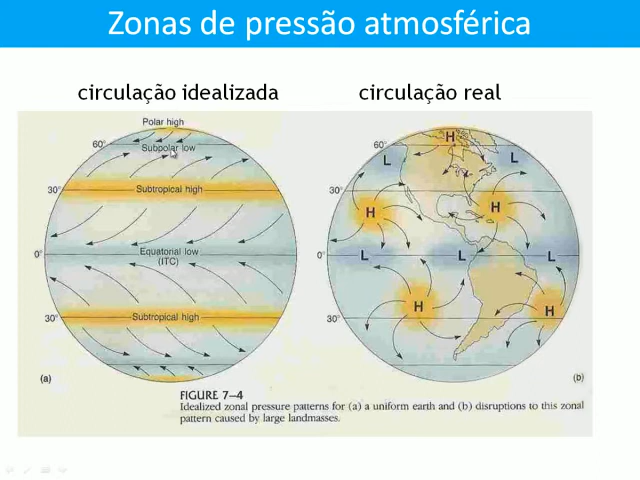 Zonas de pressão atmosférica
circulação idealizada
circulação real
Polar high
60°
Subpolar low
30°
Subtropical high
0°
Equatorial low
(ITC)
30°
Subtropical high
(a)
H
60°
L
L
30°
H
H
0°
L
L
L
30°
H
H
(b)
FIGURE 7–4
Idealized zonal pressure patterns for (a) a uniform earth and (b) disruptions to this zonal
pattern caused by large landmasses.